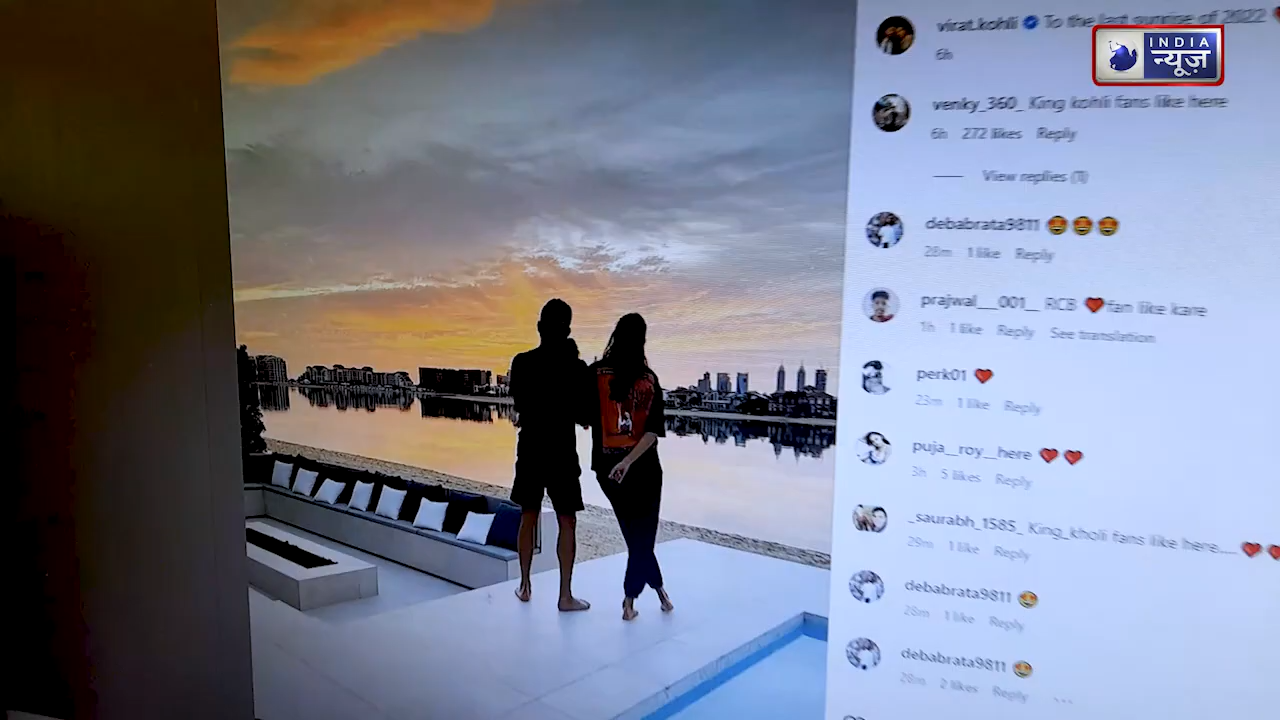 virat.kohli To the last sunrise of 2022
6h
INDIA
न्यूज़
venky_360_ King kohli fans like here
6h 272 likes Reply
View replies (1)
debabrata9811 😍😍😍
28m 1 like Reply
prajwal__001__ RCB ❤️fan like kare
1h 1 like Reply See translation
perk01 ❤️
23m 1 like Reply
puja__roy__here ❤️❤️
3h 5 likes Reply
_saurabh_1585_ King_kholi fans like here.... ❤️❤️
29m 1 like Reply
debabrata9811 😍
28m 1 like Reply
debabrata9811 😍
28m 2 likes Reply ...